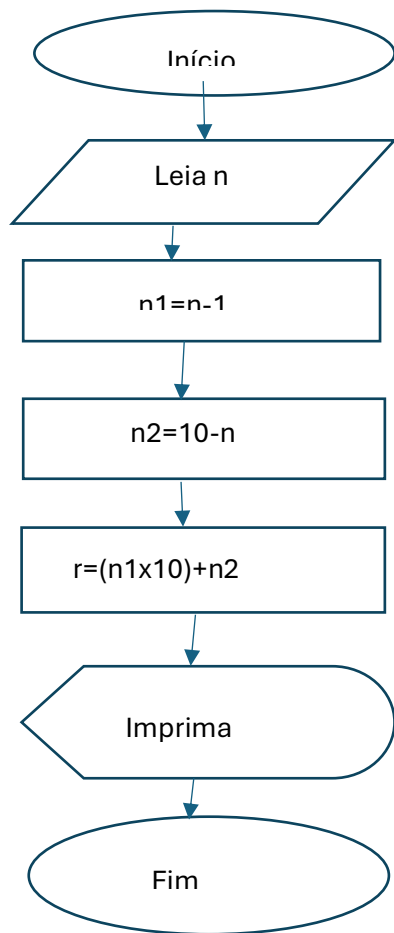 Início
Leia n
n1=n-1
n2=10-n
r=(n1x10)+n2
Imprima
Fim